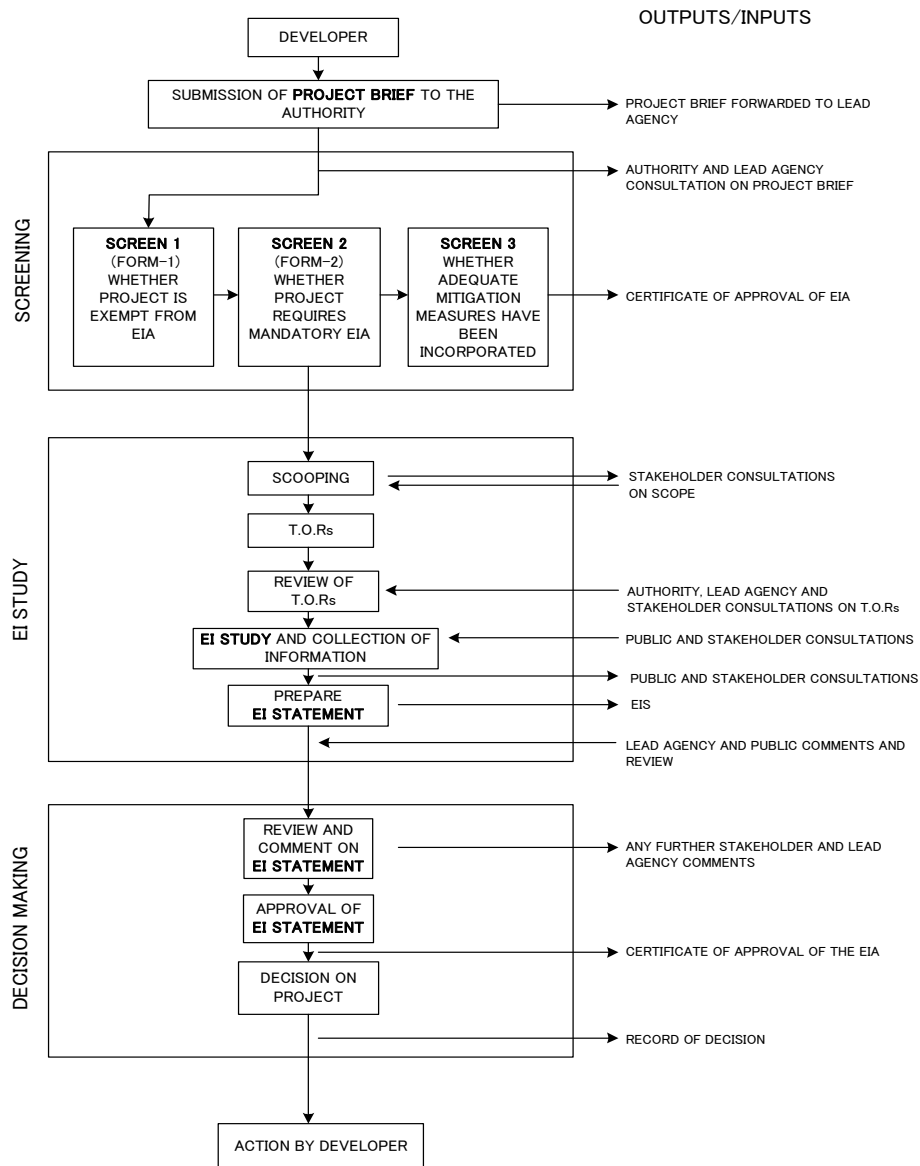 OUTPUTS/INPUTS
DEVELOPER
SUBMISSION OF PROJECT BRIEF TO THE
AUTHORITY
PROJECT BRIEF FORWARDED TO LEAD
AGENCY
AUTHORITY AND LEAD AGENCY
CONSULTATION ON PROJECT BRIEF
SCREENING
SCREEN 1
(FORM-1)
WHETHER
PROJECT IS
EXEMPT FROM
EIA
SCREEN 2
(FORM-2)
WHETHER
PROJECT
REQUIRES
MANDATORY EIA
SCREEN 3
WHETHER
ADEQUATE
MITIGATION
MEASURES HAVE
BEEN
INCORPORATED
CERTIFICATE OF APPROVAL OF EIA
EI STUDY
SCOOPING
STAKEHOLDER CONSULTATIONS
ON SCOPE
T.O.Rs
REVIEW OF
T.O.Rs
AUTHORITY, LEAD AGENCY AND
STAKEHOLDER CONSULTATIONS ON T.O.Rs
EI STUDY AND COLLECTION OF
INFORMATION
PUBLIC AND STAKEHOLDER CONSULTATIONS
PUBLIC AND STAKEHOLDER CONSULTATIONS
PREPARE
EI STATEMENT
EIS
LEAD AGENCY AND PUBLIC COMMENTS AND
REVIEW
DECISION MAKING
REVIEW AND
COMMENT ON
EI STATEMENT
ANY FURTHER STAKEHOLDER AND LEAD
AGENCY COMMENTS
APPROVAL OF
EI STATEMENT
CERTIFICATE OF APPROVAL OF THE EIA
DECISION ON
PROJECT
RECORD OF DECISION
ACTION BY DEVELOPER